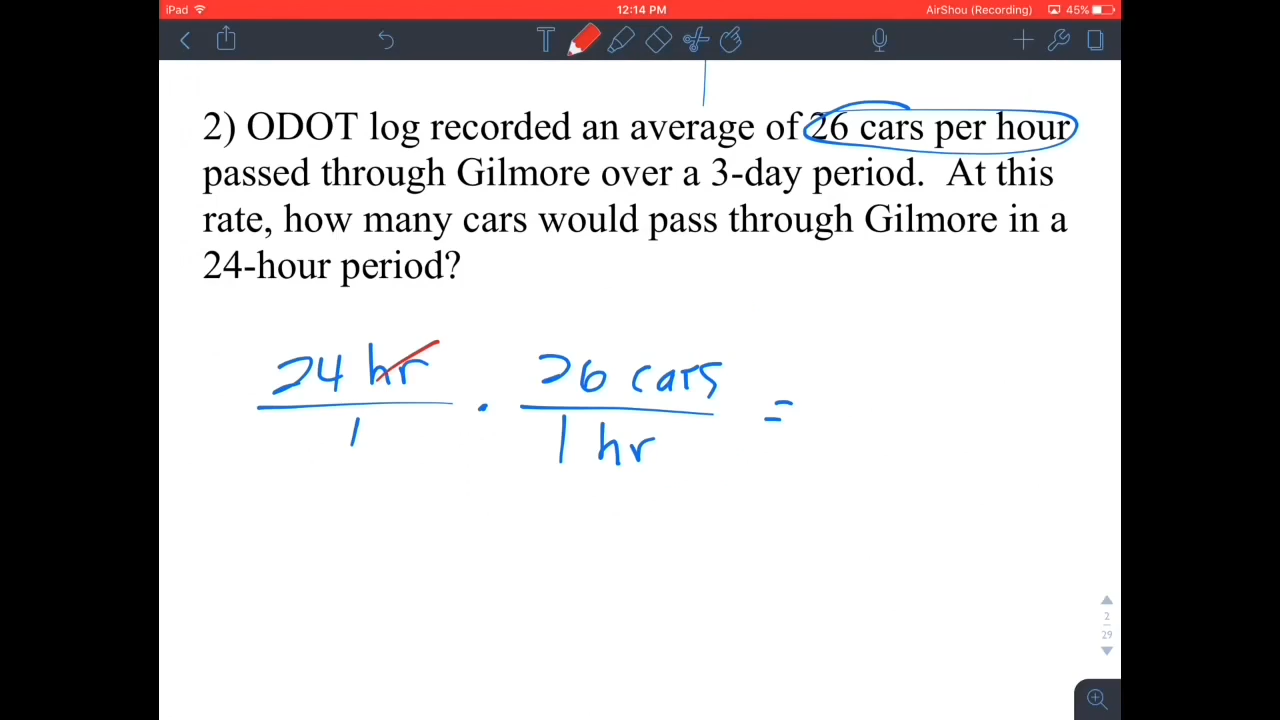 iPad 12:14 PM AirShou (Recording) 45%
T
2) ODOT log recorded an average of 26 cars per hour
passed through Gilmore over a 3-day period. At this
rate, how many cars would pass through Gilmore in a
24-hour period?
24 hr · 26 cars =
1 1 hr
2
29